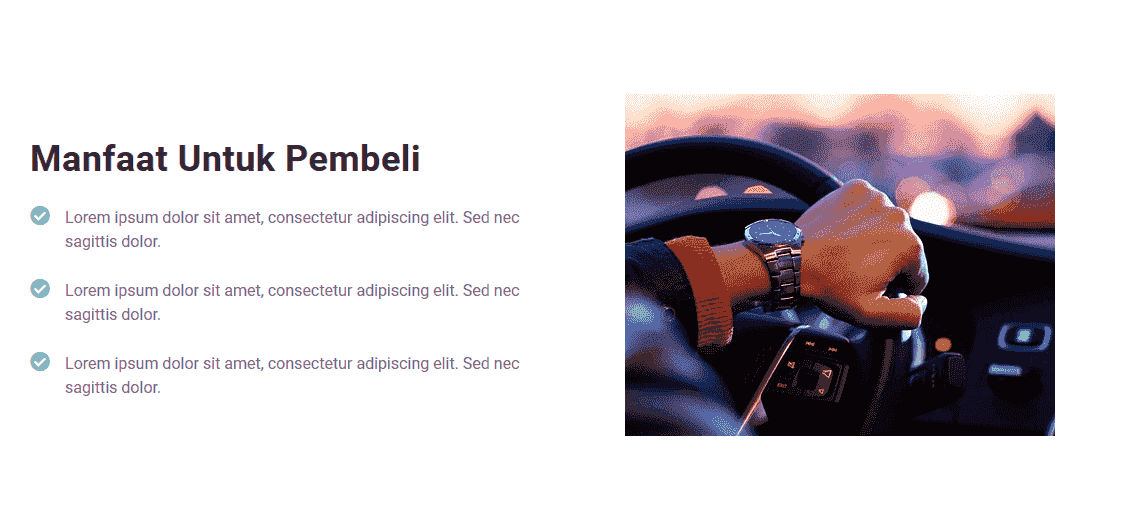 Manfaat Untuk Pembeli
Lorem ipsum dolor sit amet, consectetur adipiscing elit. Sed nec
sagittis dolor.
Lorem ipsum dolor sit amet, consectetur adipiscing elit. Sed nec
sagittis dolor.
Lorem ipsum dolor sit amet, consectetur adipiscing elit. Sed nec
sagittis dolor.
EXIT